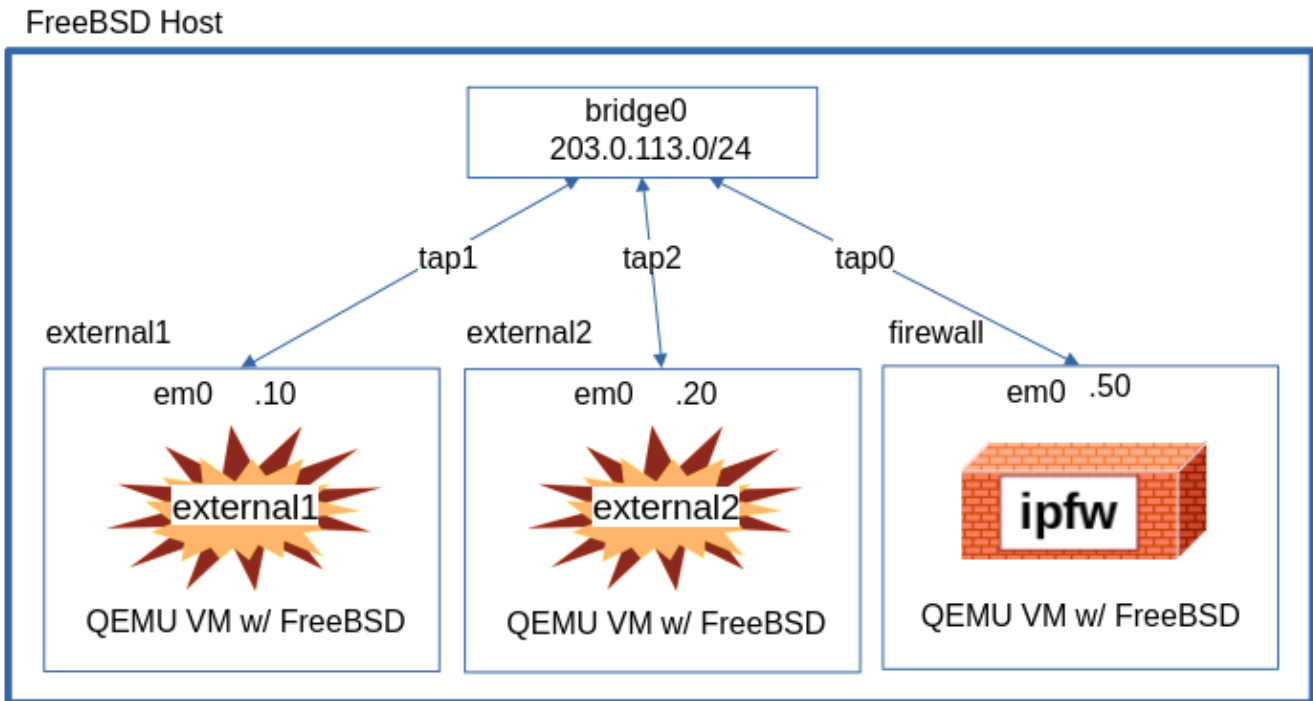 FreeBSD Host
bridge0
203.0.113.0/24
tap1
tap2
tap0
external1
em0 .10
external1
QEMU VM w/ FreeBSD
external2
em0 .20
external2
QEMU VM w/ FreeBSD
firewall
em0 .50
ipfw
QEMU VM w/ FreeBSD